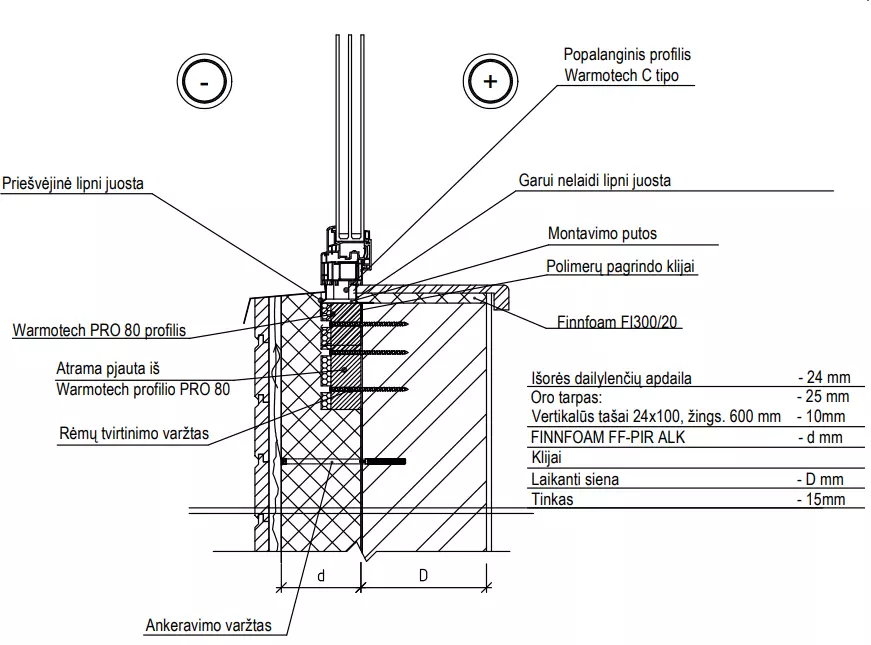 Popalanginis profilis
Warmotech C tipo
-
+
Priešvėjinė lipni juosta
Garui nelaidi lipni juosta
Montavimo putos
Polimerų pagrindo klijai
Warmotech PRO 80 profilis
Finnfoam FI300/20
Atrama pjauta iš
Warmotech profilio PRO 80
Rėmų tvirtinimo varžtas
Išorės dailylenčių apdaila - 24 mm
Oro tarpas: - 25 mm
Vertikalūs tašai 24x100, žings. 600 mm - 10mm
FINNFOAM FF-PIR ALK - d mm
Klijai
Laikanti siena - D mm
Tinkas - 15mm
d D
Ankeravimo varžtas